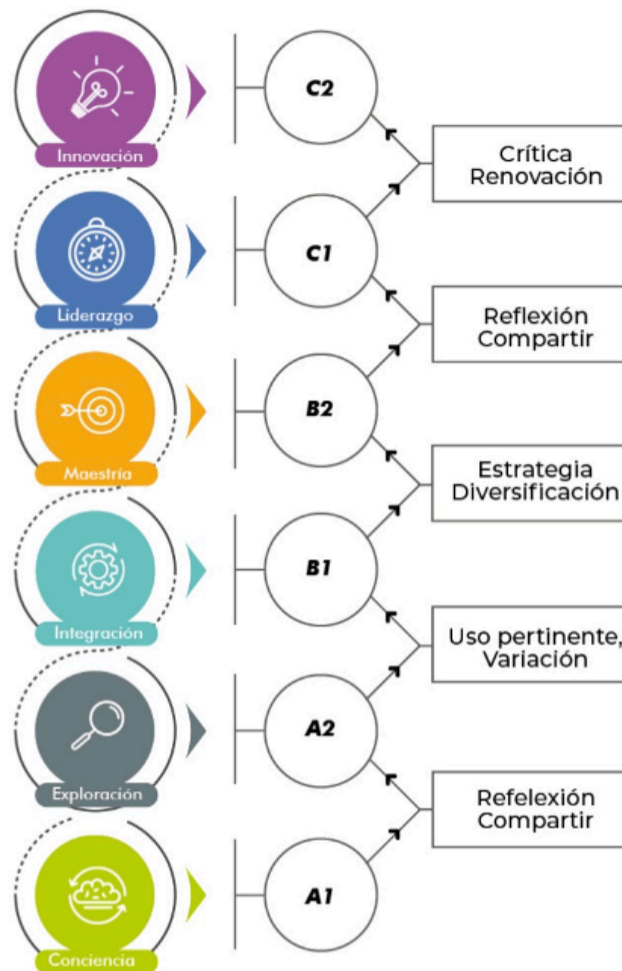 Innovación
C2
Crítica
Renovación
Liderazgo
C1
Reflexión
Compartir
Maestría
B2
Estrategia
Diversificación
Integración
B1
Uso pertinente,
Variación
Exploración
A2
Refelexión
Compartir
Conciencia
A1